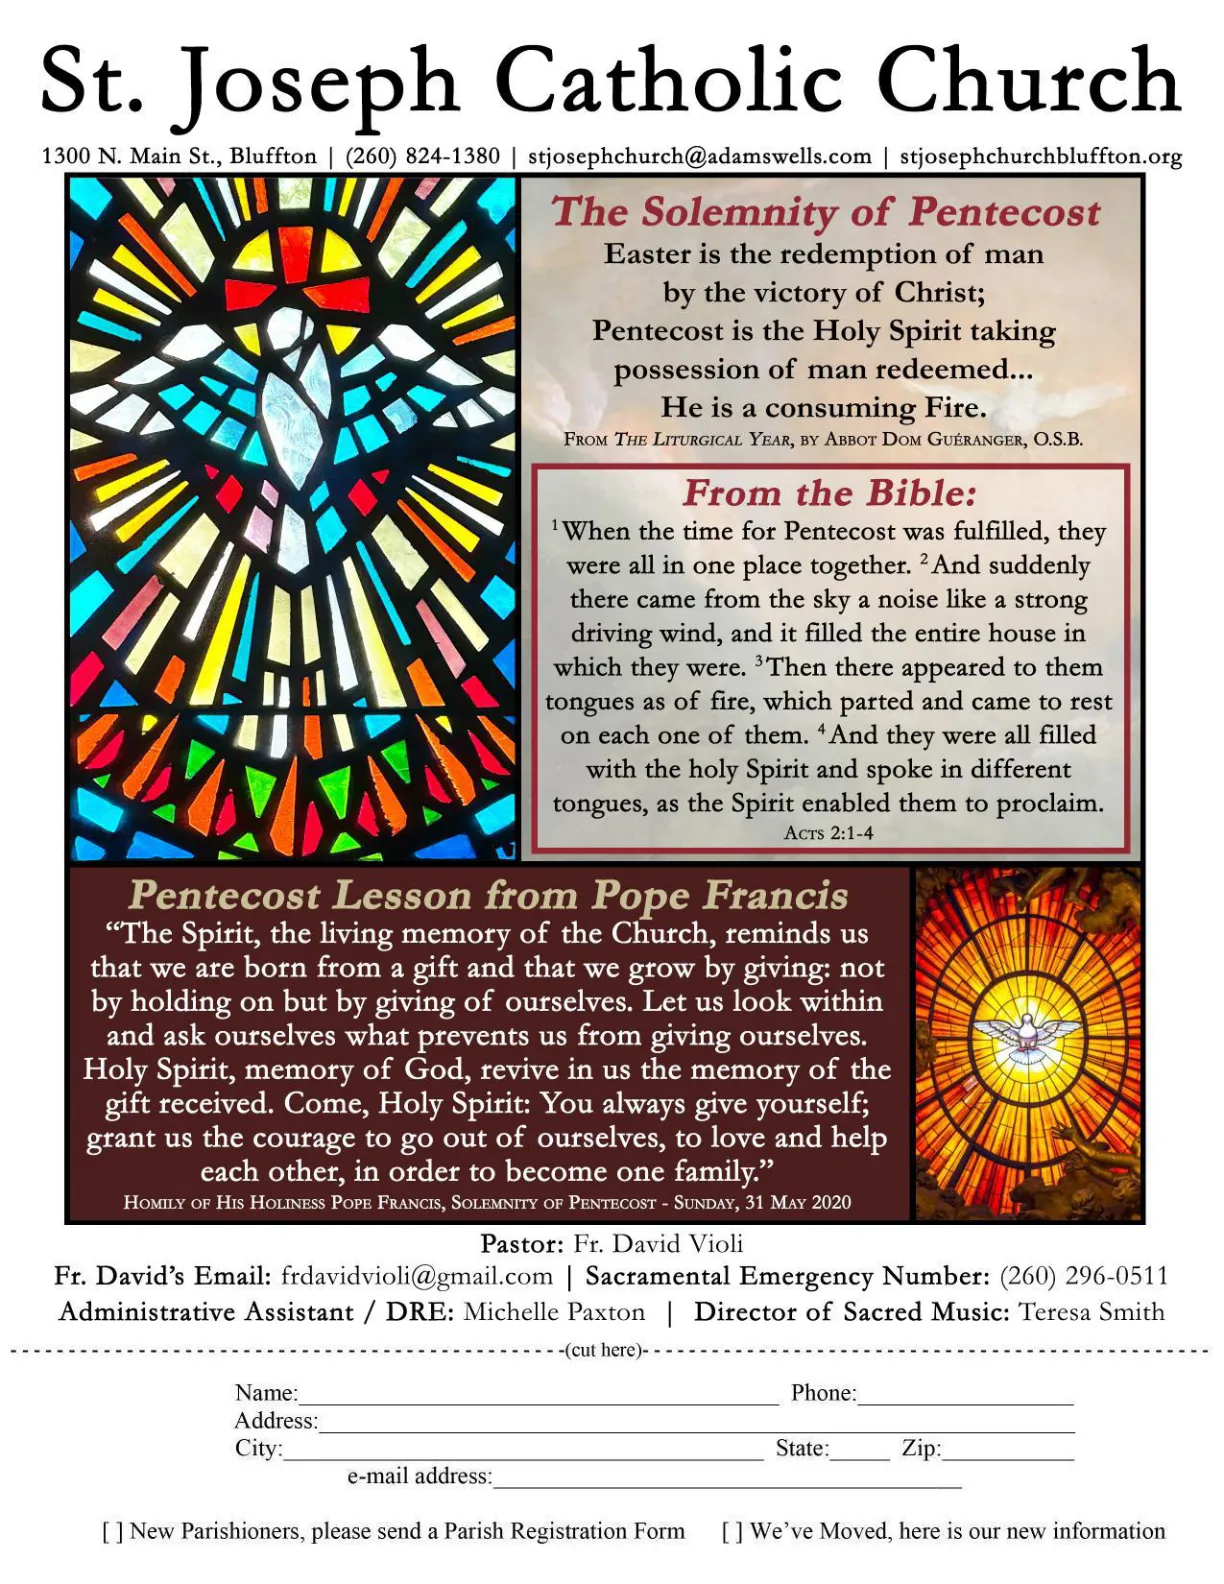 St. Joseph Catholic Church
1300 N. Main St., Bluffton | (260) 824-1380 | stjosephchurch@adamswells.com | stjosephchurchbluffton.org
The Solemnity of Pentecost
Easter is the redemption of man
by the victory of Christ;
Pentecost is the Holy Spirit taking
possession of man redeemed...
He is a consuming Fire.
From The Liturgical Year, by Abbot Dom Guéranger, O.S.B.
From the Bible:
1 When the time for Pentecost was fulfilled, they
were all in one place together. 2 And suddenly
there came from the sky a noise like a strong
driving wind, and it filled the entire house in
which they were. 3 Then there appeared to them
tongues as of fire, which parted and came to rest
on each one of them. 4 And they were all filled
with the holy Spirit and spoke in different
tongues, as the Spirit enabled them to proclaim.
Acts 2:1-4
Pentecost Lesson from Pope Francis
“The Spirit, the living memory of the Church, reminds us
that we are born from a gift and that we grow by giving: not
by holding on but by giving of ourselves. Let us look within
and ask ourselves what prevents us from giving ourselves.
Holy Spirit, memory of God, revive in us the memory of the
gift received. Come, Holy Spirit: You always give yourself;
grant us the courage to go out of ourselves, to love and help
each other, in order to become one family.”
Homily of His Holiness Pope Francis, Solemnity of Pentecost - Sunday, 31 May 2020
Pastor: Fr. David Violi
Fr. David’s Email: frdavidvioli@gmail.com | Sacramental Emergency Number: (260) 296-0511
Administrative Assistant / DRE: Michelle Paxton | Director of Sacred Music: Teresa Smith
(cut here)
Name: Phone:
Address:
City: State: Zip:
e-mail address:
[ ] New Parishioners, please send a Parish Registration Form [ ] We’ve Moved, here is our new information